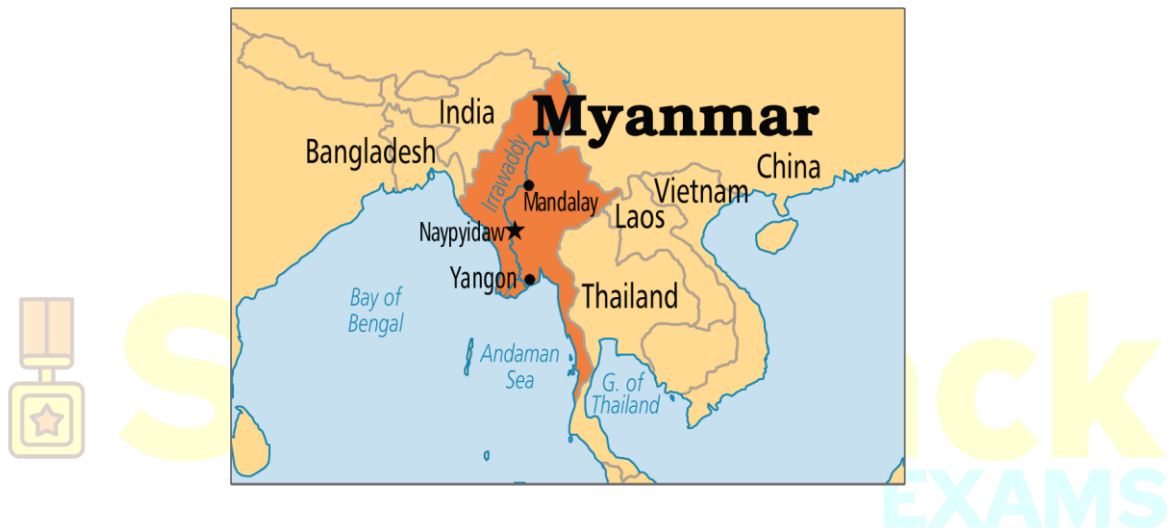 Myanmar
India
Bangladesh
China
Irrawaddy
Vietnam
Mandalay
Laos
Naypyidaw
Yangon
Thailand
Bay of
Bengal
Andaman
Sea
G. of
Thailand
EXAMS